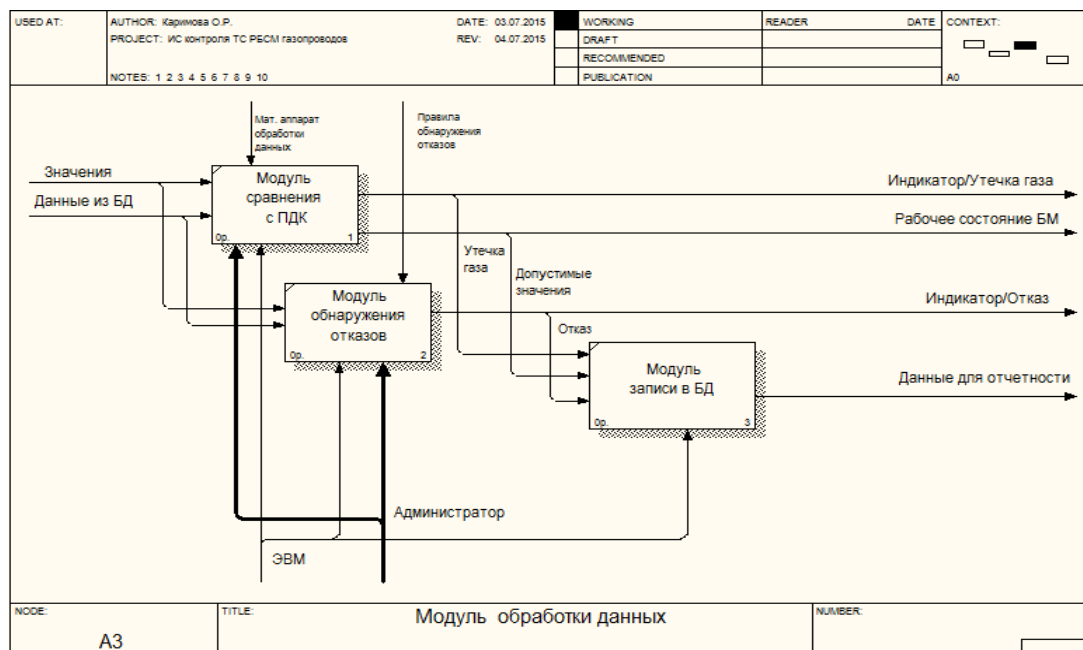 USED AT:
AUTHOR: Каримова О.Р.
DATE: 03.07.2015
PROJECT: ИС контроля ТС РБСМ газопроводов
REV: 04.07.2015
NOTES: 1 2 3 4 5 6 7 8 9 10
WORKING
DRAFT
RECOMMENDED
PUBLICATION
READER
DATE
CONTEXT:
A0
Мат. аппарат
обработки
данных
Правила
обнаружения
отказов
Значения
Данные из БД
Модуль
сравнения
с ПДК
0р.
1
Индикатор/Утечка газа
Рабочее состояние БМ
Утечка
газа
Допустимые
значения
Модуль
обнаружения
отказов
0р.
2
Индикатор/Отказ
Отказ
Модуль
записи в БД
0р.
3
Данные для отчетности
Администратор
ЭВМ
NODE:
A3
TITLE:
Модуль обработки данных
NUMBER: